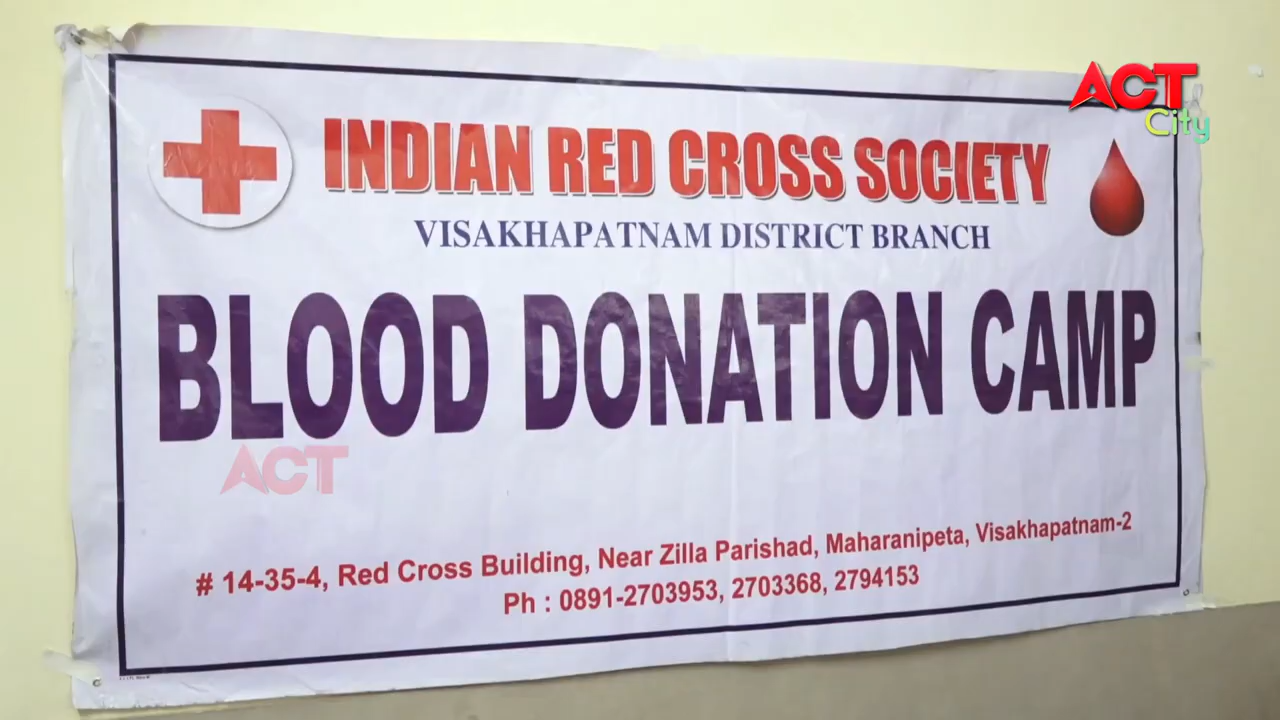 ACT
City
INDIAN RED CROSS SOCIETY
VISAKHAPATNAM DISTRICT BRANCH
BLOOD DONATION CAMP
ACT
# 14-35-4, Red Cross Building, Near Zilla Parishad, Maharanipeta, Visakhapatnam-2
Ph : 0891-2703953, 2703368, 2794153